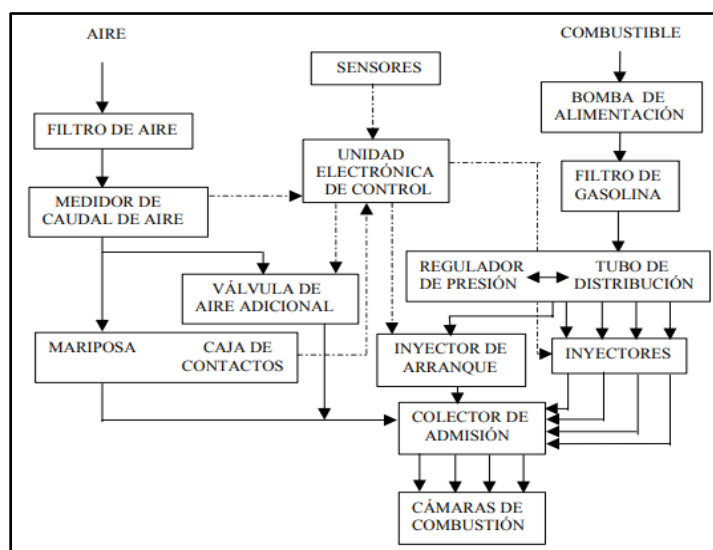 AIRE
COMBUSTIBLE
SENSORES
BOMBA DE
ALIMENTACIÓN
FILTRO DE AIRE
UNIDAD
ELECTRÓNICA
DE CONTROL
FILTRO DE
GASOLINA
MEDIDOR DE
CAUDAL DE AIRE
REGULADOR
DE PRESIÓN
TUBO DE
DISTRIBUCIÓN
VÁLVULA DE
AIRE ADICIONAL
MARIPOSA
CAJA DE
CONTACTOS
INYECTOR DE
ARRANQUE
INYECTORES
COLECTOR DE
ADMISIÓN
CÁMARAS DE
COMBUSTIÓN